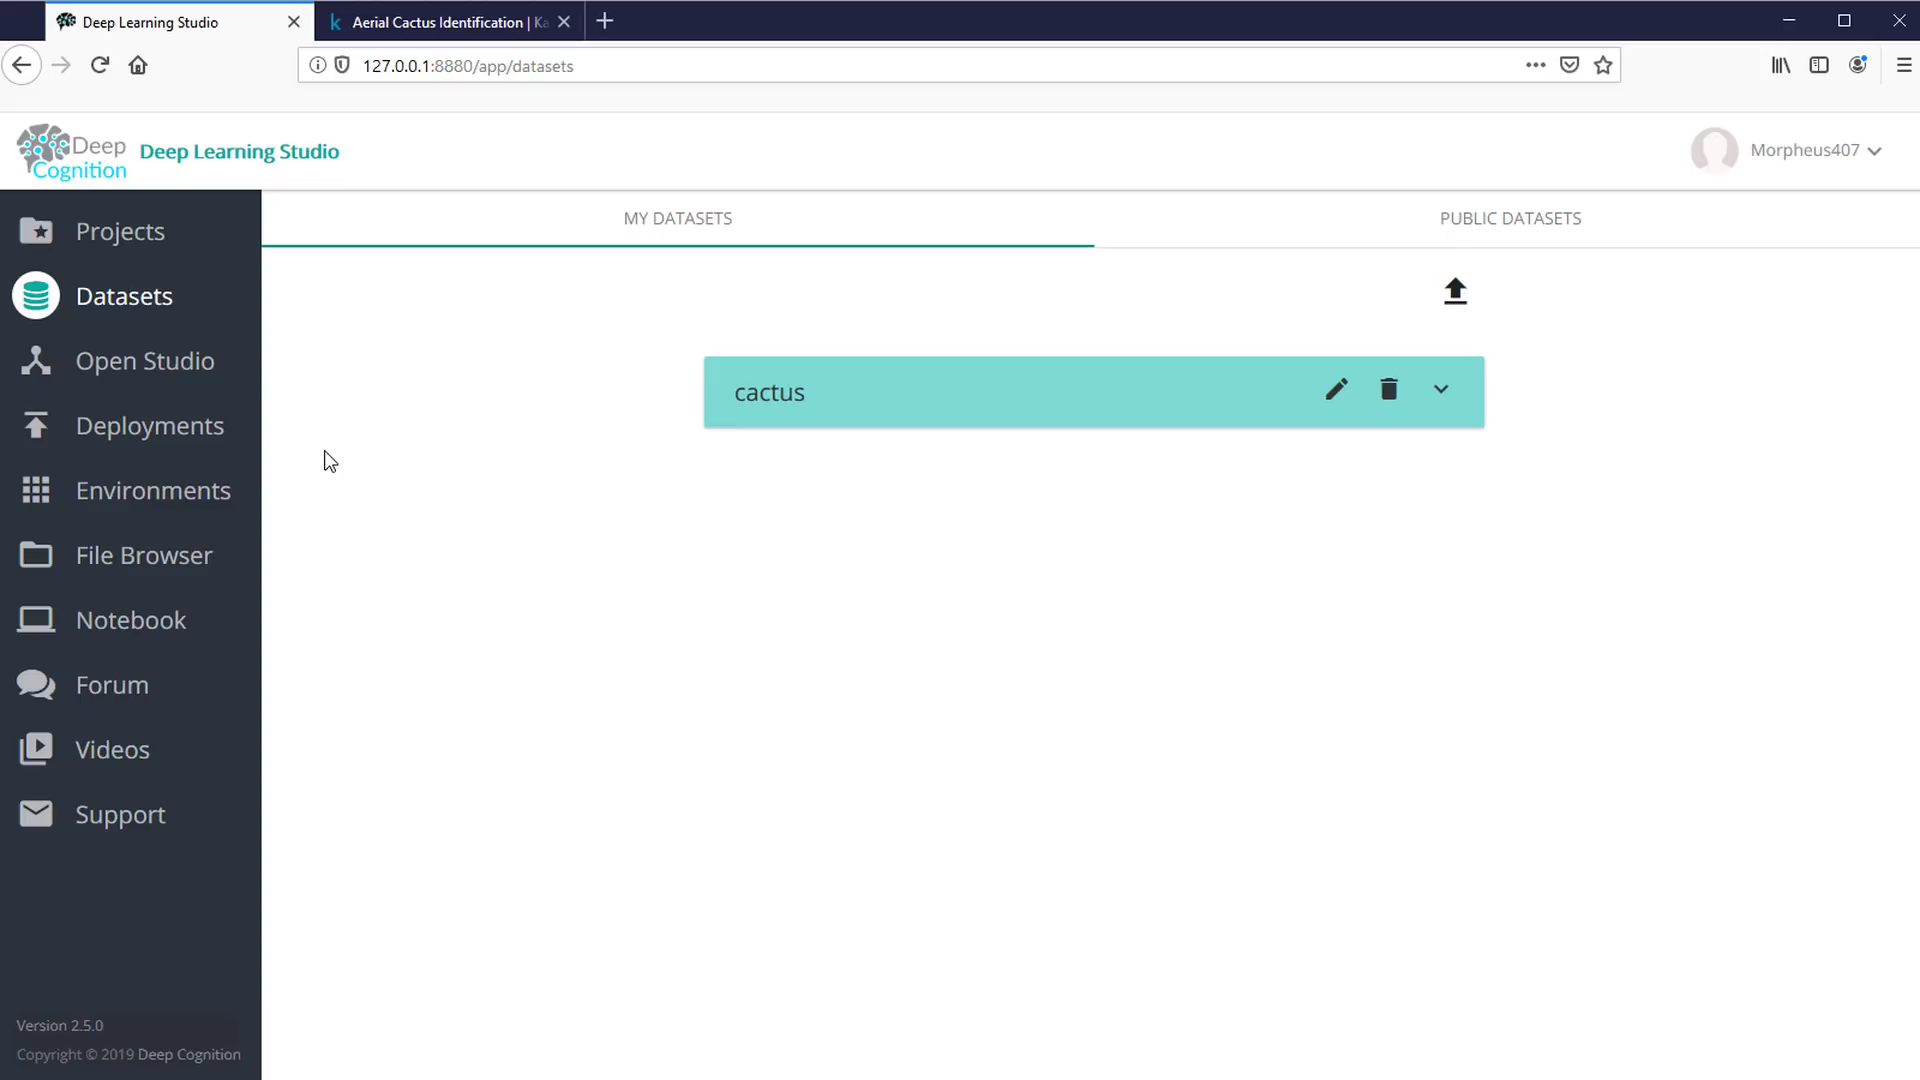 Deep Learning Studio
Aerial Cactus Identification | Ka
127.0.0.1:8880/app/datasets
Deep
Cognition
Deep Learning Studio
Morpheus407
Projects
Datasets
Open Studio
Deployments
Environments
File Browser
Notebook
Forum
Videos
Support
Version 2.5.0
Copyright © 2019 Deep Cognition
MY DATASETS
PUBLIC DATASETS
cactus